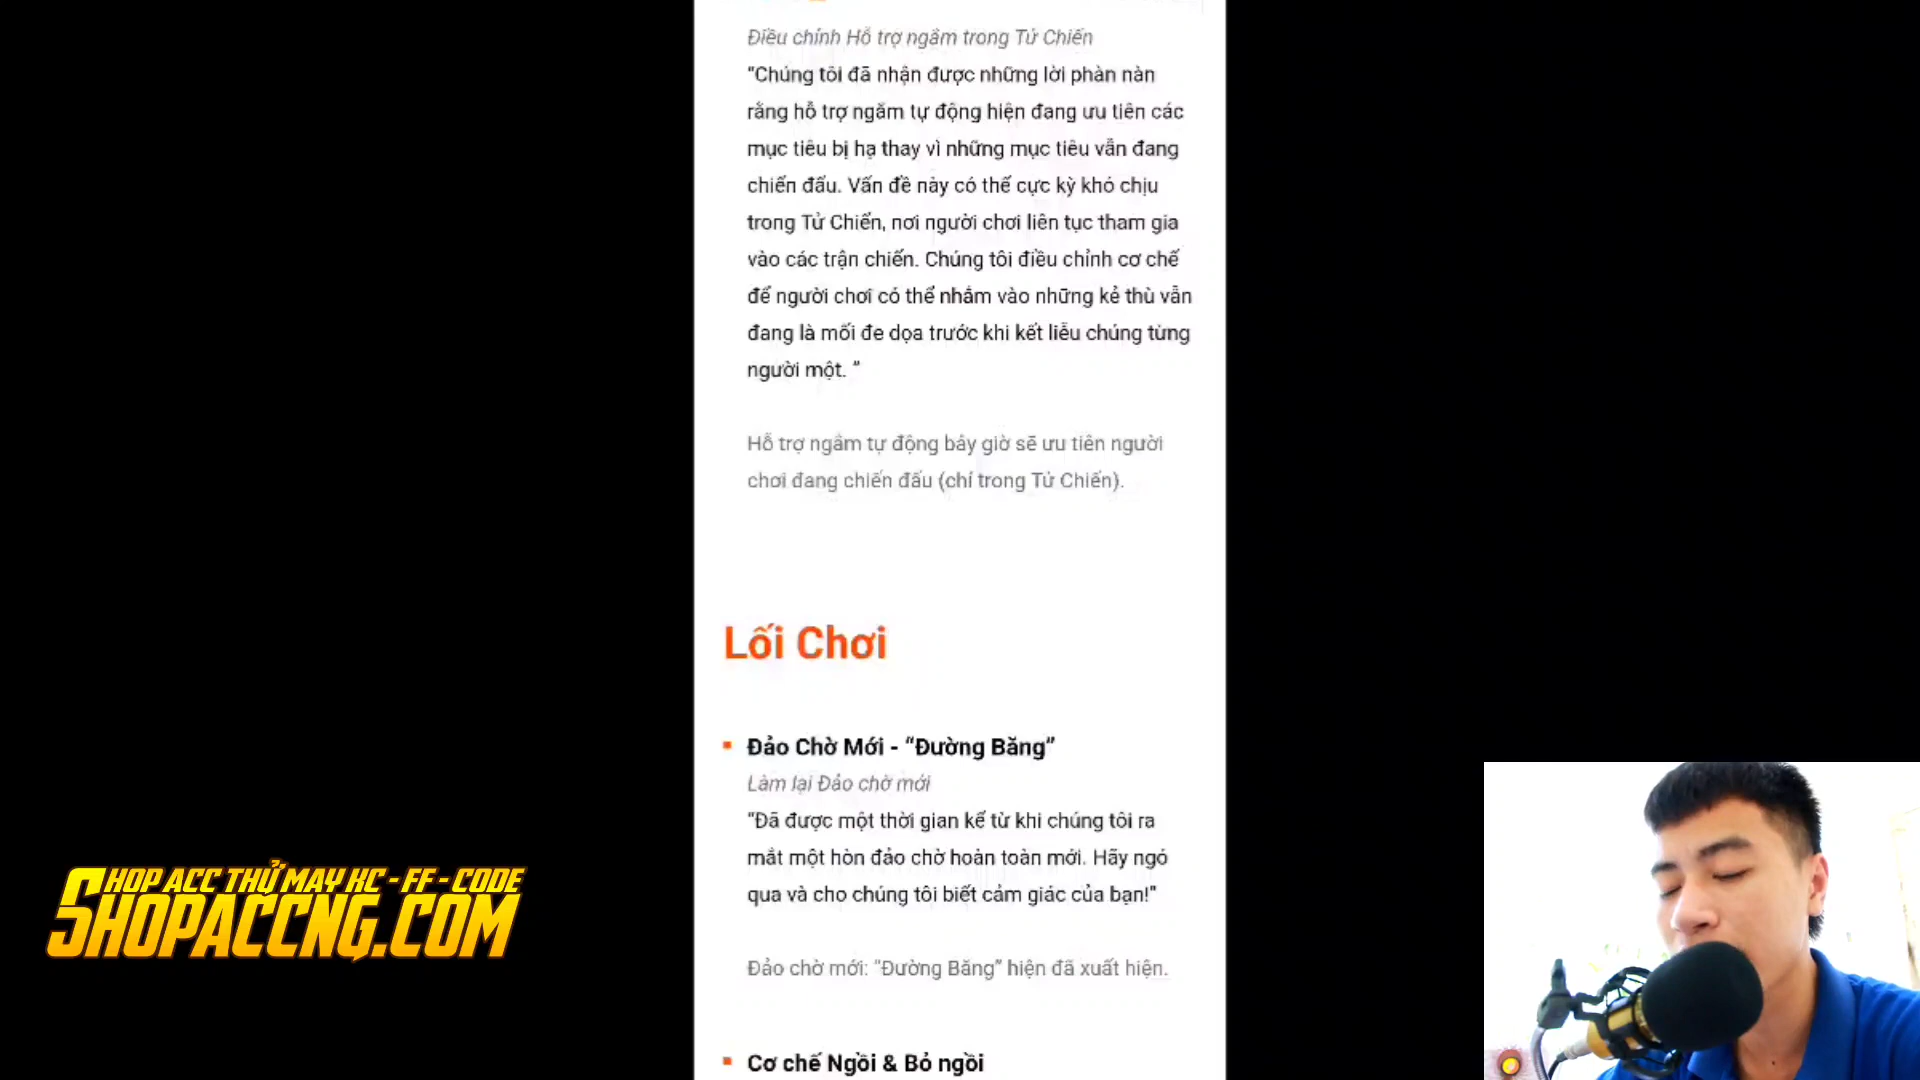 Điều chỉnh Hỗ trợ ngắm trong Tử Chiến
“Chúng tôi đã nhận được những lời phàn nàn
rằng hỗ trợ ngắm tự động hiện đang ưu tiên các
mục tiêu bị hạ thay vì những mục tiêu vẫn đang
chiến đấu. Vấn đề này có thể cực kỳ khó chịu
trong Tử Chiến, nơi người chơi liên tục tham gia
vào các trận chiến. Chúng tôi điều chỉnh cơ chế
để người chơi có thể nhắm vào những kẻ thù vẫn
đang là mối đe dọa trước khi kết liễu chúng từng
người một. ”
Hỗ trợ ngắm tự động bây giờ sẽ ưu tiên người
chơi đang chiến đấu (chỉ trong Tử Chiến).
Lối Chơi
Đảo Chờ Mới - “Đường Băng”
Làm lại Đảo chờ mới
“Đã được một thời gian kể từ khi chúng tôi ra
mắt một hòn đảo chờ hoàn toàn mới. Hãy ngó
qua và cho chúng tôi biết cảm giác của bạn!"
Đảo chờ mới: “Đường Băng” hiện đã xuất hiện.
Cơ chế Ngồi & Bỏ ngồi
SHOP ACC THỬ MAY KC - FF - CODE
SHOPACCNG.COM